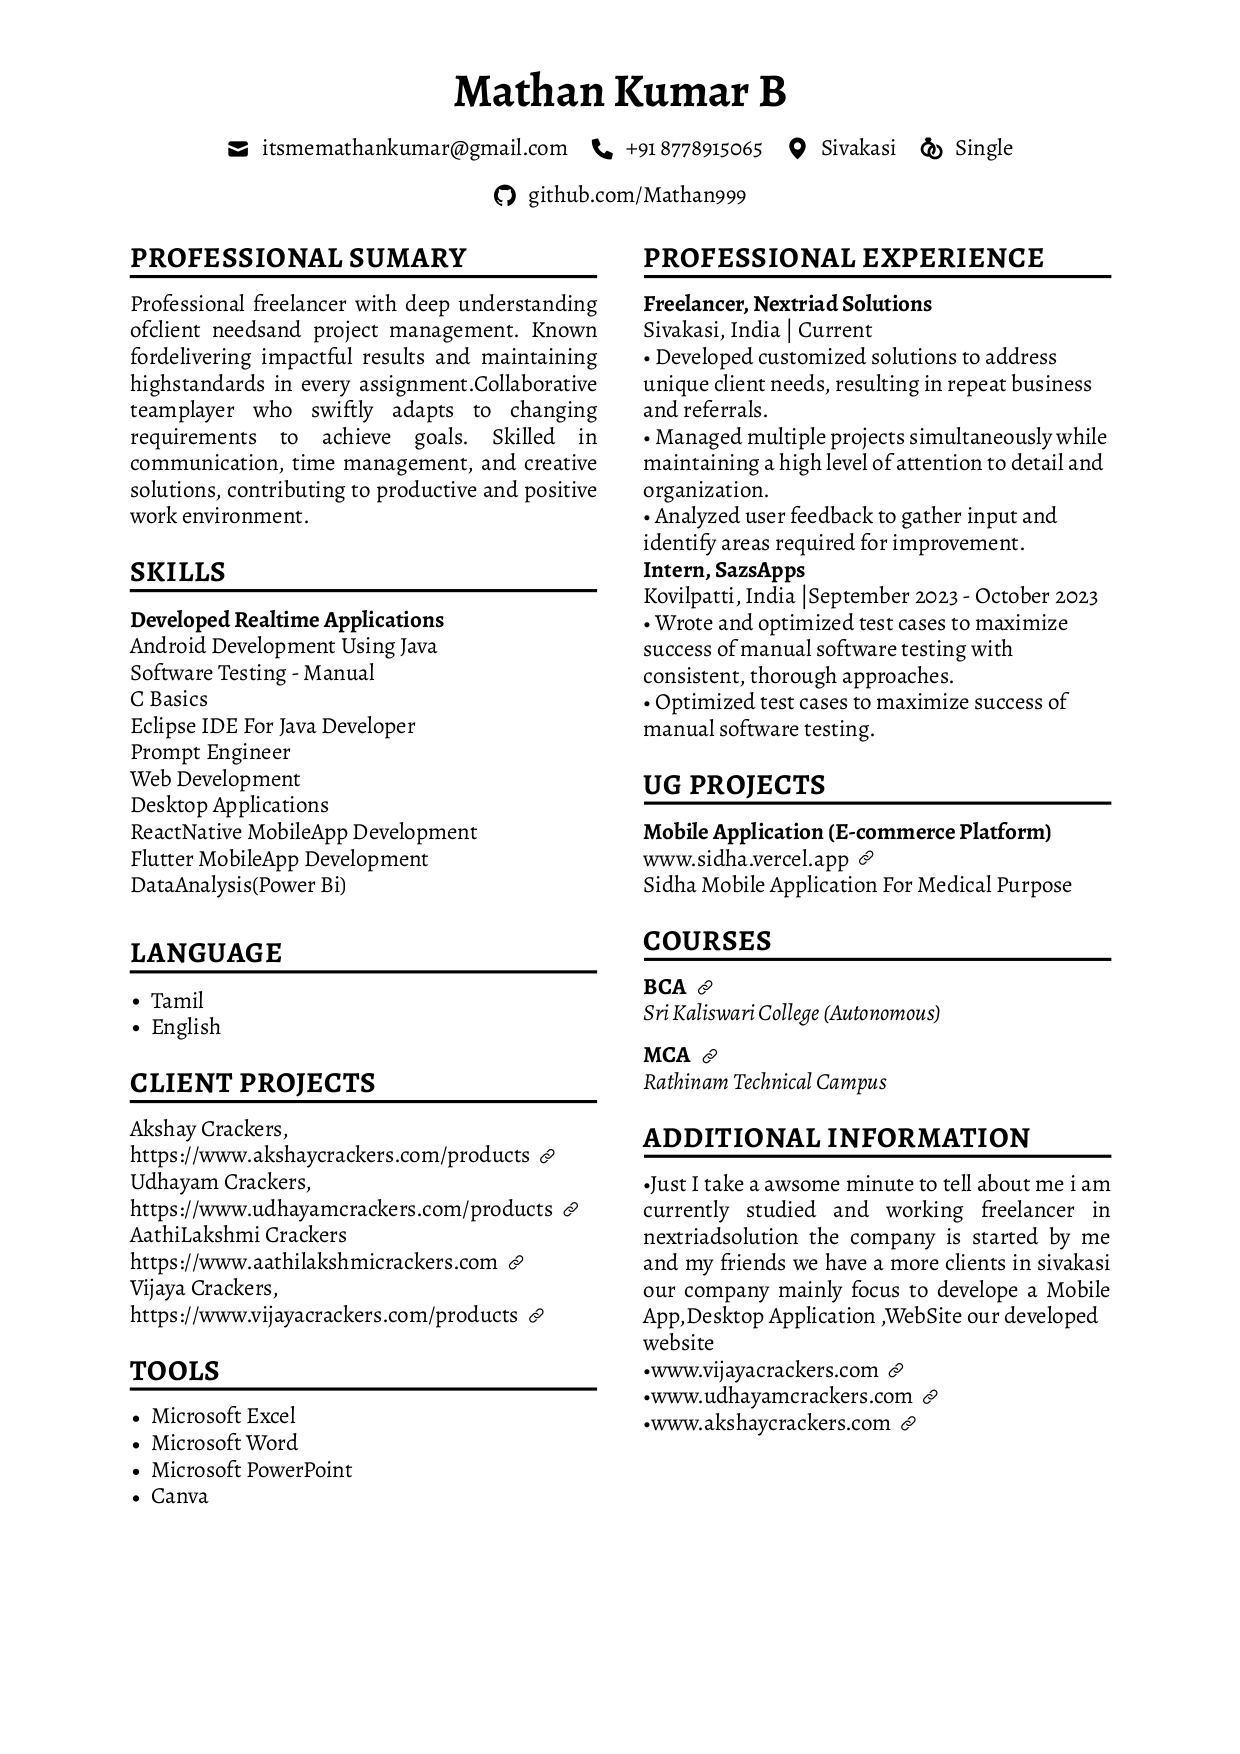 Mathan Kumar B
itsmemathankumar@gmail.com +91 8778915065 Sivakasi Single
github.com/Mathan999
PROFESSIONAL SUMARY
Professional freelancer with deep understanding
ofclient needsand project management. Known
fordelivering impactful results and maintaining
highstandards in every assignment.Collaborative
teamplayer who swiftly adapts to changing
requirements to achieve goals. Skilled in
communication, time management, and creative
solutions, contributing to productive and positive
work environment.
SKILLS
Developed Realtime Applications
Android Development Using Java
Software Testing - Manual
C Basics
Eclipse IDE For Java Developer
Prompt Engineer
Web Development
Desktop Applications
ReactNative MobileApp Development
Flutter MobileApp Development
DataAnalysis(Power Bi)
LANGUAGE
• Tamil
• English
CLIENT PROJECTS
Akshay Crackers,
https://www.akshaycrackers.com/products
Udhayam Crackers,
https://www.udhayamcrackers.com/products
AathiLakshmi Crackers
https://www.aathilakshmicrackers.com
Vijaya Crackers,
https://www.vijayacrackers.com/products
TOOLS
• Microsoft Excel
• Microsoft Word
• Microsoft PowerPoint
• Canva
PROFESSIONAL EXPERIENCE
Freelancer, Nextriad Solutions
Sivakasi, India | Current
• Developed customized solutions to address
unique client needs, resulting in repeat business
and referrals.
• Managed multiple projects simultaneously while
maintaining a high level of attention to detail and
organization.
• Analyzed user feedback to gather input and
identify areas required for improvement.
Intern, SazsApps
Kovilpatti, India |September 2023 - October 2023
• Wrote and optimized test cases to maximize
success of manual software testing with
consistent, thorough approaches.
• Optimized test cases to maximize success of
manual software testing.
UG PROJECTS
Mobile Application (E-commerce Platform)
www.sidha.vercel.app
Sidha Mobile Application For Medical Purpose
COURSES
BCA
Sri Kaliswari College (Autonomous)
MCA
Rathinam Technical Campus
ADDITIONAL INFORMATION
•Just I take a awsome minute to tell about me i am
currently studied and working freelancer in
nextriadsolution the company is started by me
and my friends we have a more clients in sivakasi
our company mainly focus to develope a Mobile
App,Desktop Application ,WebSite our developed
website
•www.vijayacrackers.com
•www.udhayamcrackers.com
•www.akshaycrackers.com